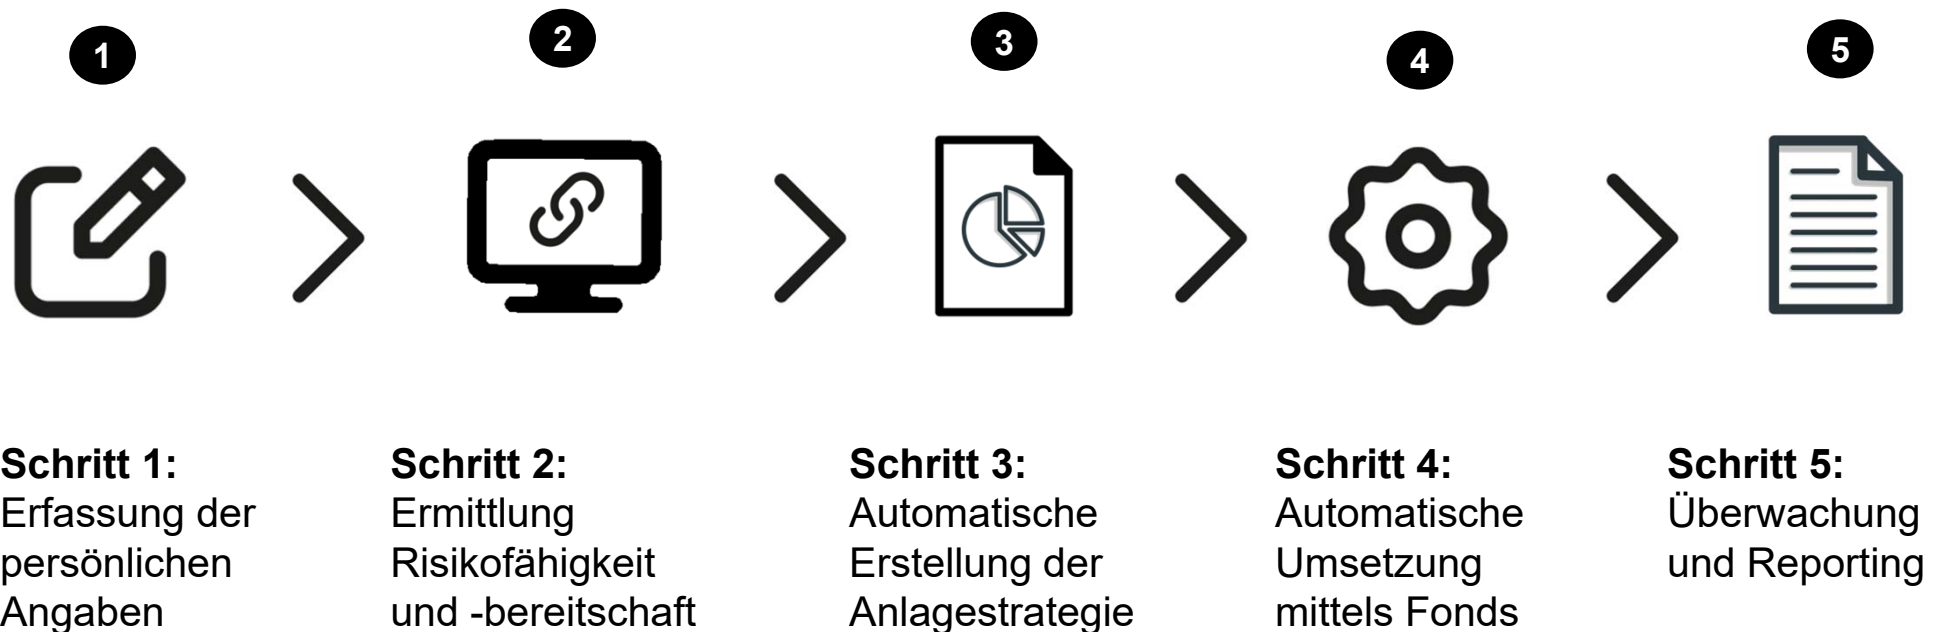 1
2
3
4
5
Schritt 1:
Erfassung der
persönlichen
Angaben
Schritt 2:
Ermittlung
Risikofähigkeit
und -bereitschaft
Schritt 3:
Automatische
Erstellung der
Anlagestrategie
Schritt 4:
Automatische
Umsetzung
mittels Fonds
Schritt 5:
Überwachung
und Reporting